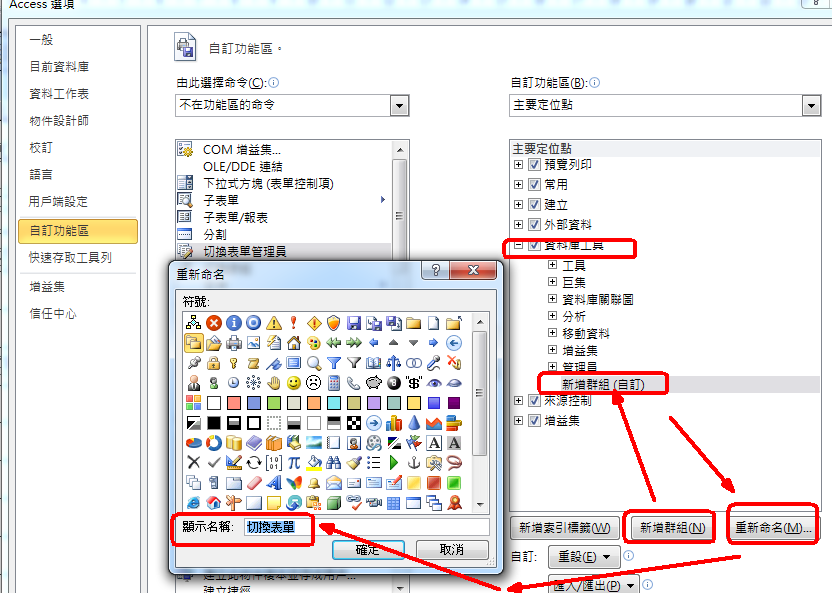 Access 選項
一般
目前資料庫
資料工作表
物件設計師
校訂
語言
用戶端設定
自訂功能區
快速存取工具列
增益集
信任中心
自訂功能區。
由此選擇命令(C):
不在功能區的命令
COM 增益集...
OLE/DDE 連結
下拉式方塊 (表單控制項)
子表單
子表單/報表
分割
切換表單管理員
自訂功能區(B):
主要定位點
主要定位點
預覽列印
常用
建立
外部資料
資料庫工具
工具
巨集
資料庫關聯圖
分析
移動資料
增益集
管理員
新增群組 (自訂)
來源控制
增益集
新增索引標籤(W)
新增群組(N)
重新命名(M)...
自訂:
重設(E)
匯入/匯出(P)
重新命名
符號:
顯示名稱:
切換表單
確定
取消
建立捷徑